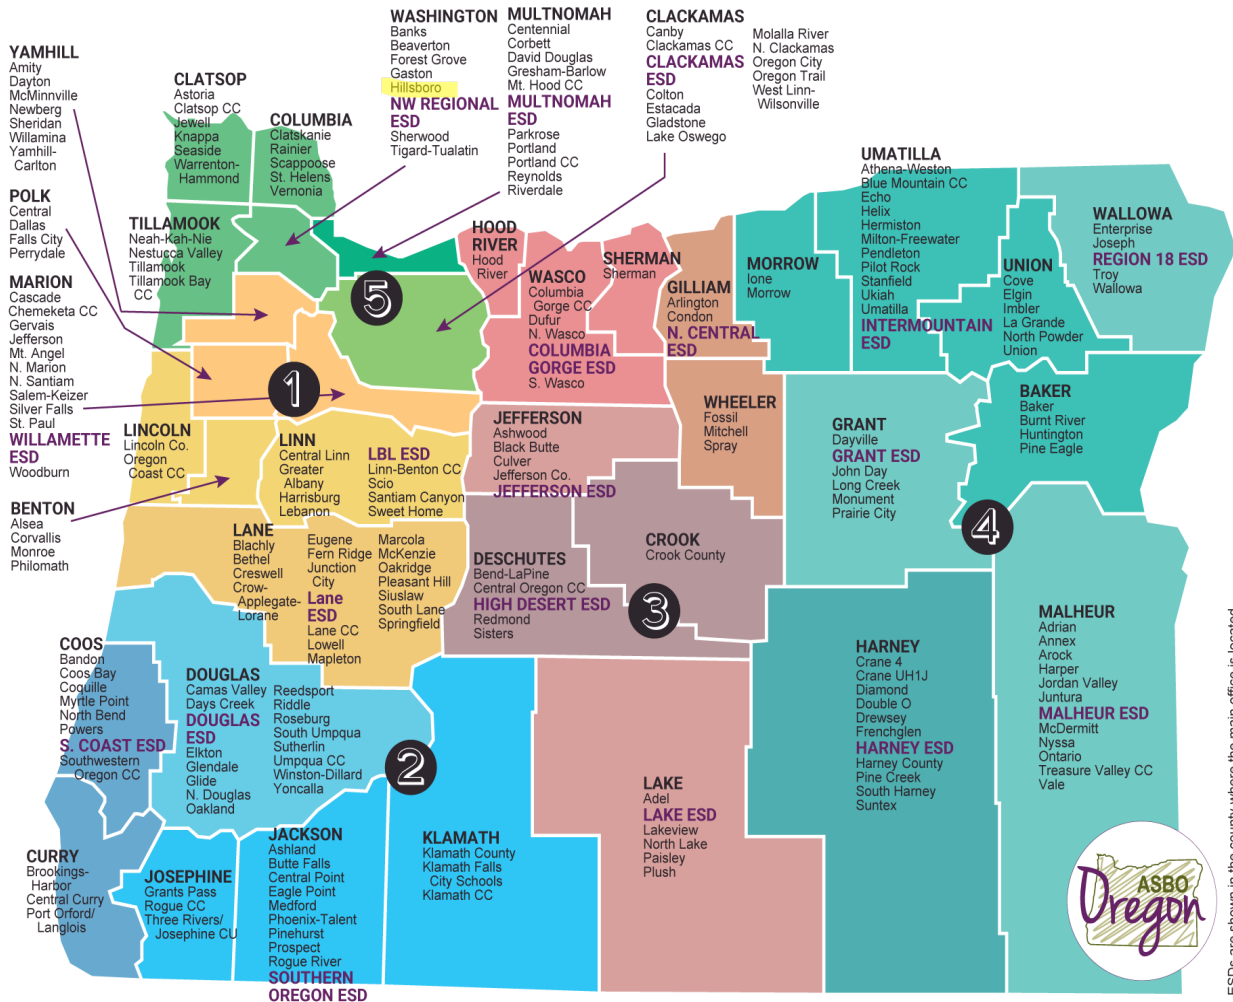 YAMHILL
Amity
Dayton
McMinnville
Newberg
Sheridan
Willamina
Yamhill-
Carlton
POLK
Central
Dallas
Falls City
Perrydale
MARION
Cascade
Chemeketa CC
Gervais
Jefferson
Mt. Angel
N. Marion
N. Santiam
Salem-Keizer
Silver Falls
St. Paul
WILLAMETTE
ESD
Woodburn
BENTON
Alsea
Corvallis
Monroe
Philomath
CLATSOP
Astoria
Clatsop CC
Jewell
Knappa
Seaside
Warrenton-
Hammond
COLUMBIA
Clatskanie
Rainier
Scappoose
St. Helens
Vernonia
TILLAMOOK
Neah-Kah-Nie
Nestucca Valley
Tillamook
Tillamook Bay
CC
WASHINGTON
Banks
Beaverton
Forest Grove
Gaston
Hillsboro
NW REGIONAL
ESD
Sherwood
Tigard-Tualatin
MULTNOMAH
Centennial
Corbett
David Douglas
Gresham-Barlow
Mt. Hood CC
MULTNOMAH
ESD
Parkrose
Portland
Portland CC
Reynolds
Riverdale
CLACKAMAS
Canby
Clackamas CC
CLACKAMAS
ESD
Colton
Estacada
Gladstone
Lake Oswego
Molalla River
N. Clackamas
Oregon City
Oregon Trail
West Linn-
Wilsonville
HOOD
RIVER
Hood
River
WASCO
Columbia
Gorge CC
Dufur
N. Wasco
COLUMBIA
GORGE ESD
S. Wasco
SHERMAN
Sherman
GILLIAM
Arlington
Condon
N. CENTRAL
ESD
MORROW
Ione
Morrow
UMATILLA
Athena-Weston
Blue Mountain CC
Echo
Helix
Hermiston
Milton-Freewater
Pendleton
Pilot Rock
Stanfield
Ukiah
Umatilla
INTERMOUNTAIN
ESD
UNION
Cove
Elgin
Imbler
La Grande
North Powder
Union
WALLOWA
Enterprise
Joseph
REGION 18 ESD
Troy
Wallowa
5
1
LINCOLN
Lincoln Co.
Oregon
Coast CC
LINN
Central Linn
Greater
Albany
Harrisburg
Lebanon
LBL ESD
Linn-Benton CC
Scio
Santiam Canyon
Sweet Home
JEFFERSON
Ashwood
Black Butte
Culver
Jefferson Co.
JEFFERSON ESD
WHEELER
Fossil
Mitchell
Spray
GRANT
Dayville
GRANT ESD
John Day
Long Creek
Monument
Prairie City
BAKER
Baker
Burnt River
Huntington
Pine Eagle
4
LANE
Blachly
Bethel
Creswell
Crow-
Applegate-
Lorane
Eugene
Fern Ridge
Junction
City
Lane
ESD
Lane CC
Lowell
Mapleton
Marcola
McKenzie
Oakridge
Pleasant Hill
Siuslaw
South Lane
Springfield
DESCHUTES
Bend-LaPine
Central Oregon CC
HIGH DESERT ESD
Redmond
Sisters
CROOK
Crook County
3
COOS
Bandon
Coos Bay
Coquille
Myrtle Point
North Bend
Powers
S. COAST ESD
Southwestern
Oregon CC
DOUGLAS
Camas Valley
Days Creek
DOUGLAS
ESD
Elkton
Glendale
Glide
N. Douglas
Oakland
Reedsport
Riddle
Roseburg
South Umpqua
Sutherlin
Umpqua CC
Winston-Dillard
Yoncalla
2
HARNEY
Crane 4
Crane UH1J
Diamond
Double O
Drewsey
Frenchglen
HARNEY ESD
Harney County
Pine Creek
South Harney
Suntex
MALHEUR
Adrian
Annex
Arock
Harper
Jordan Valley
Juntura
MALHEUR ESD
McDermitt
Nyssa
Ontario
Treasure Valley CC
Vale
CURRY
Brookings-
Harbor
Central Curry
Port Orford/
Langlois
JOSEPHINE
Grants Pass
Rogue CC
Three Rivers/
Josephine CU
JACKSON
Ashland
Butte Falls
Central Point
Eagle Point
Medford
Phoenix-Talent
Pinehurst
Prospect
Rogue River
SOUTHERN
OREGON ESD
KLAMATH
Klamath County
Klamath Falls
City Schools
Klamath CC
LAKE
Adel
LAKE ESD
Lakeview
North Lake
Paisley
Plush
ASBO
Oregon
ESDs are shown in the county where the main office is located